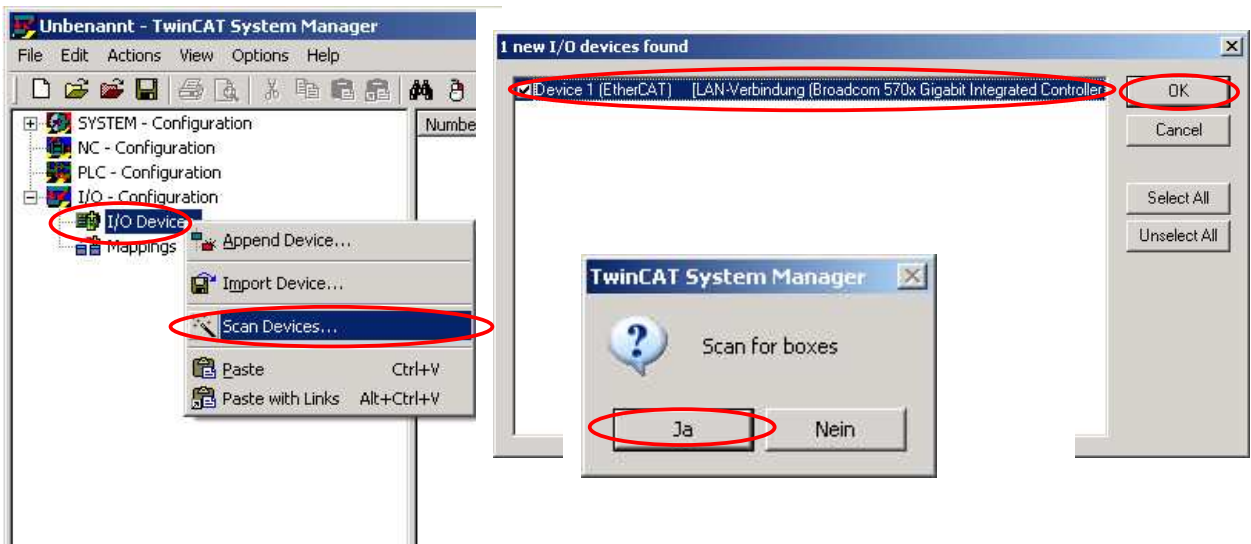 Unbenannt - TwinCAT System Manager
File Edit Actions View Options Help
SYSTEM - Configuration
NC - Configuration
PLC - Configuration
I/O - Configuration
I/O Device
Mappings
Numbe
Append Device...
Import Device...
Scan Devices...
Paste Ctrl+V
Paste with Links Alt+Ctrl+V
1 new I/O devices found
Device 1 (EtherCAT) [LAN-Verbindung (Broadcom 570x Gigabit Integrated Controller
OK
Cancel
Select All
Unselect All
TwinCAT System Manager
Scan for boxes
Ja Nein